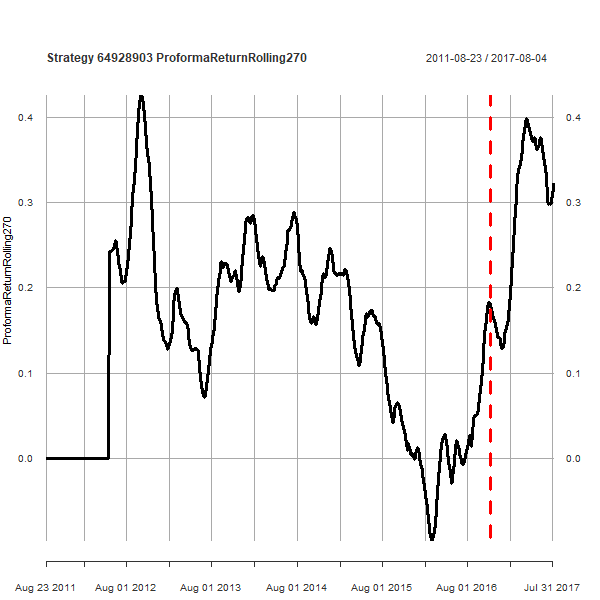 Strategy 64928903 ProformaReturnRolling270
2011-08-23 / 2017-08-04
ProformaReturnRolling270
0.4 0.4
0.3 0.3
0.2 0.2
0.1 0.1
0.0 0.0
Aug 23 2011 Aug 01 2012 Aug 01 2013 Aug 01 2014 Aug 01 2015 Aug 01 2016 Jul 31 2017